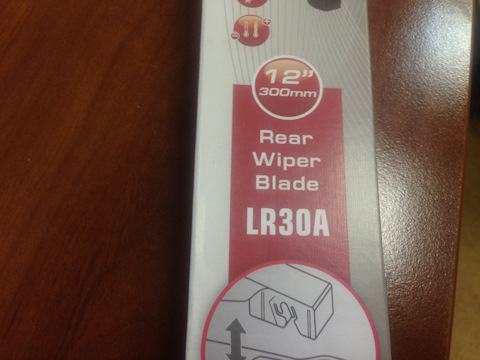 12"
300mm
Rear
Wiper
Blade
LR30A